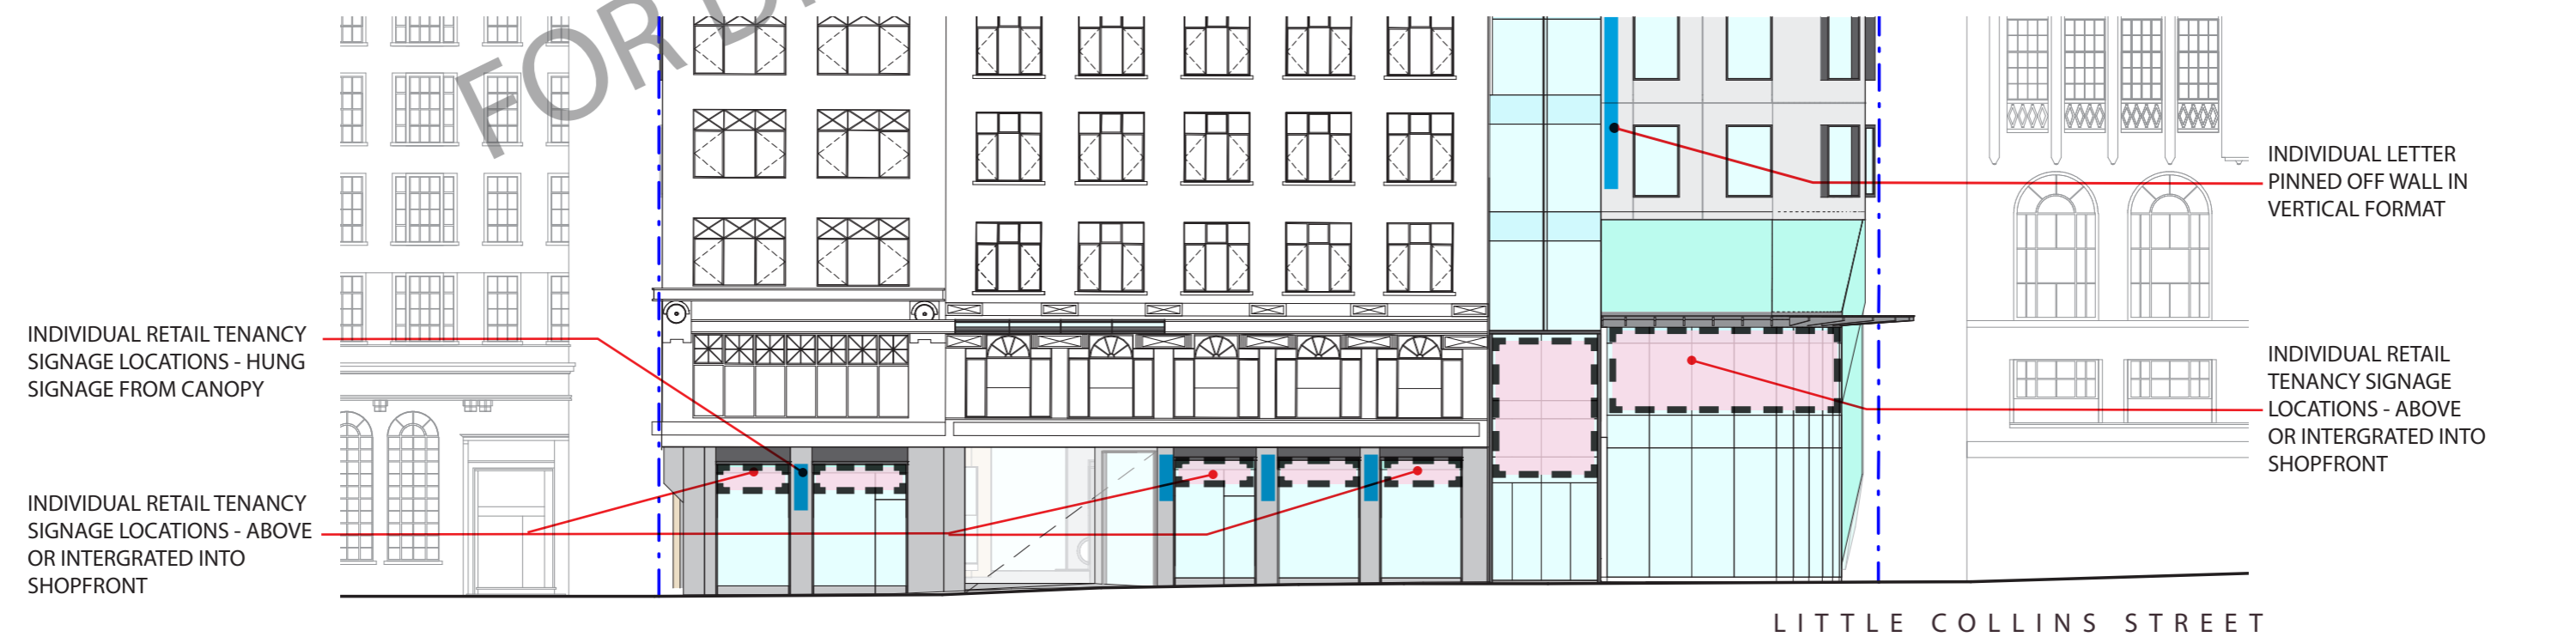 FOR
INDIVIDUAL LETTER
PINNED OFF WALL IN
VERTICAL FORMAT
INDIVIDUAL RETAIL TENANCY
SIGNAGE LOCATIONS - HUNG
SIGNAGE FROM CANOPY
INDIVIDUAL RETAIL
TENANCY SIGNAGE
LOCATIONS - ABOVE
OR INTERGRATED INTO
SHOPFRONT
INDIVIDUAL RETAIL TENANCY
SIGNAGE LOCATIONS - ABOVE
OR INTERGRATED INTO
SHOPFRONT
LITTLE COLLINS STREET